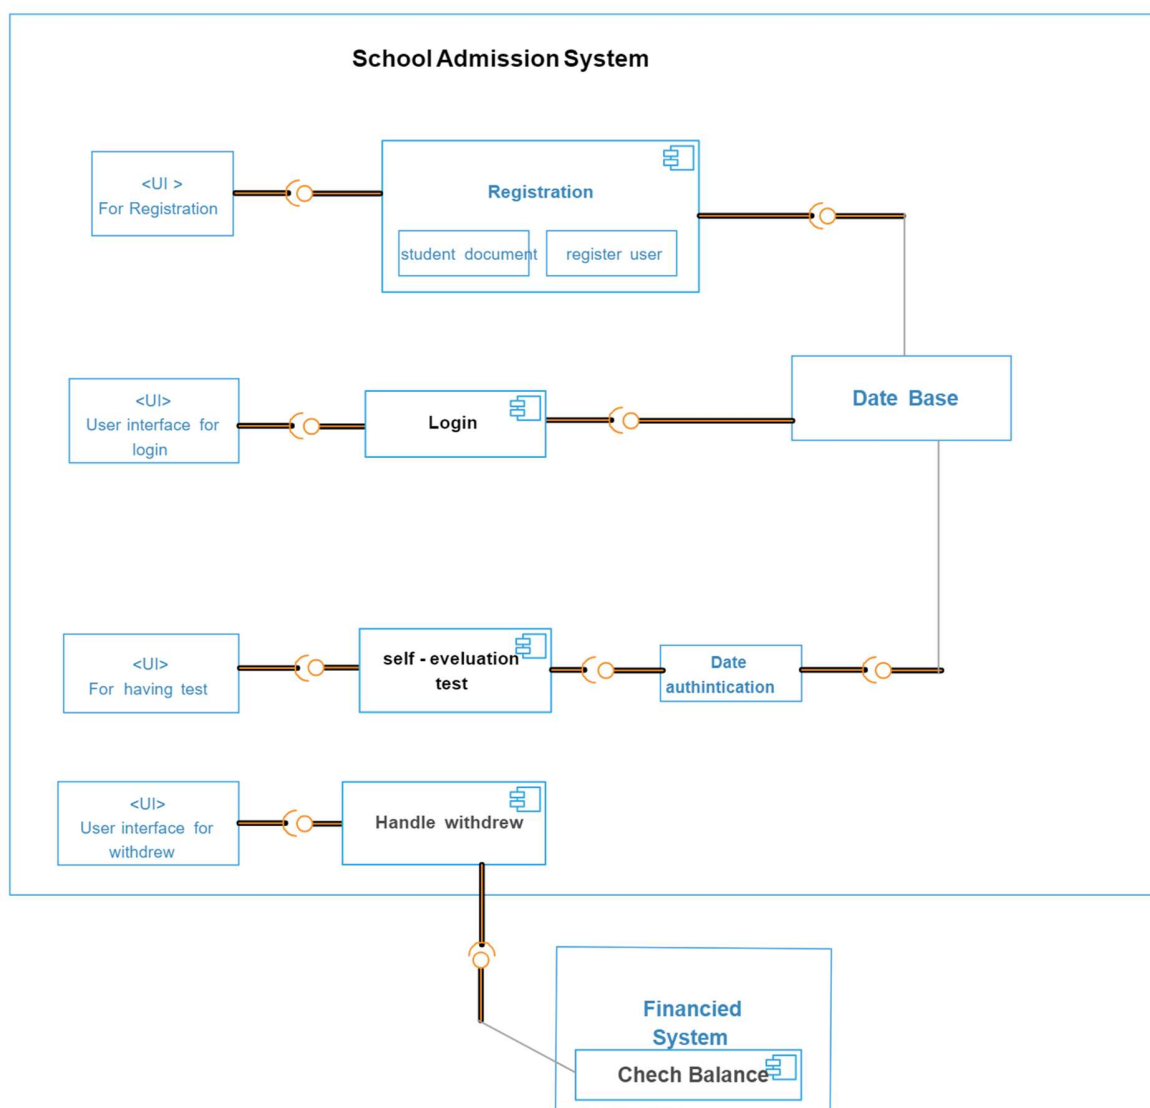 School Admission System
<UI >
For Registration
Registration
student document
register user
<UI>
User interface for
login
Login
Date Base
<UI>
For having test
self - eveluation
test
Date
authintication
<UI>
User interface for
withdrew
Handle withdrew
Financied
System
Chech Balance